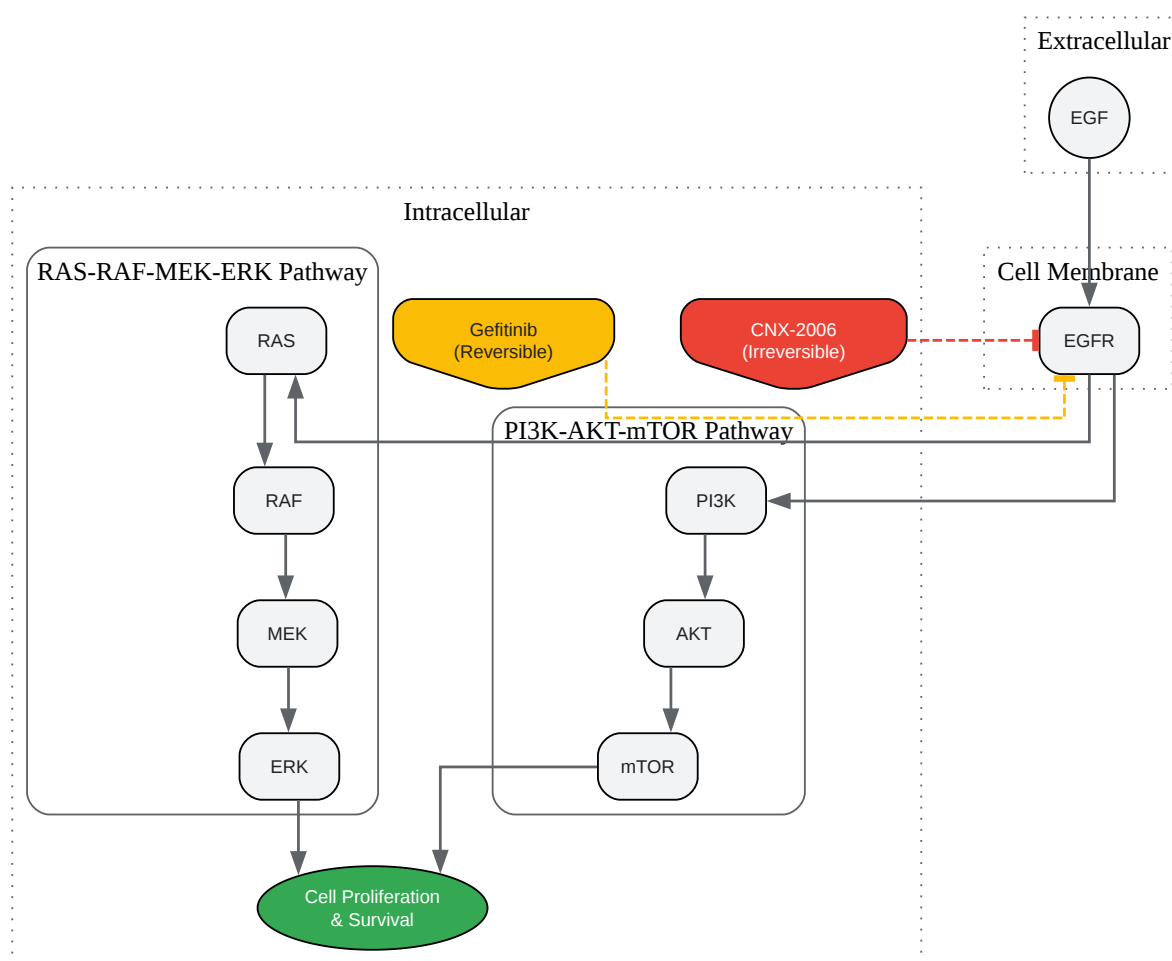 Extracellular
EGF
Intracellular
RAS-RAF-MEK-ERK Pathway
Cell Membrane
RAS
Gefitinib
(Reversible)
CNX-2006
(Irreversible)
EGFR
PI3K-AKT-mTOR Pathway
RAF
PI3K
MEK
AKT
ERK
mTOR
Cell Proliferation
& Survival